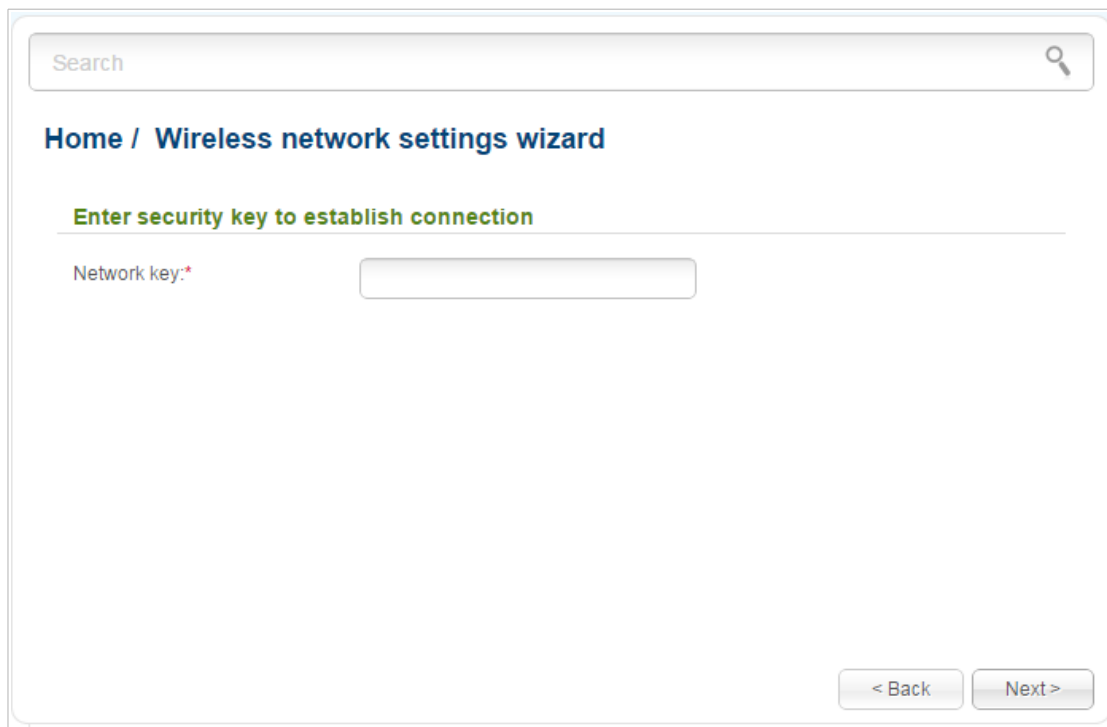 Search
Home / Wireless network settings wizard
Enter security key to establish connection
Network key:*
< Back Next >